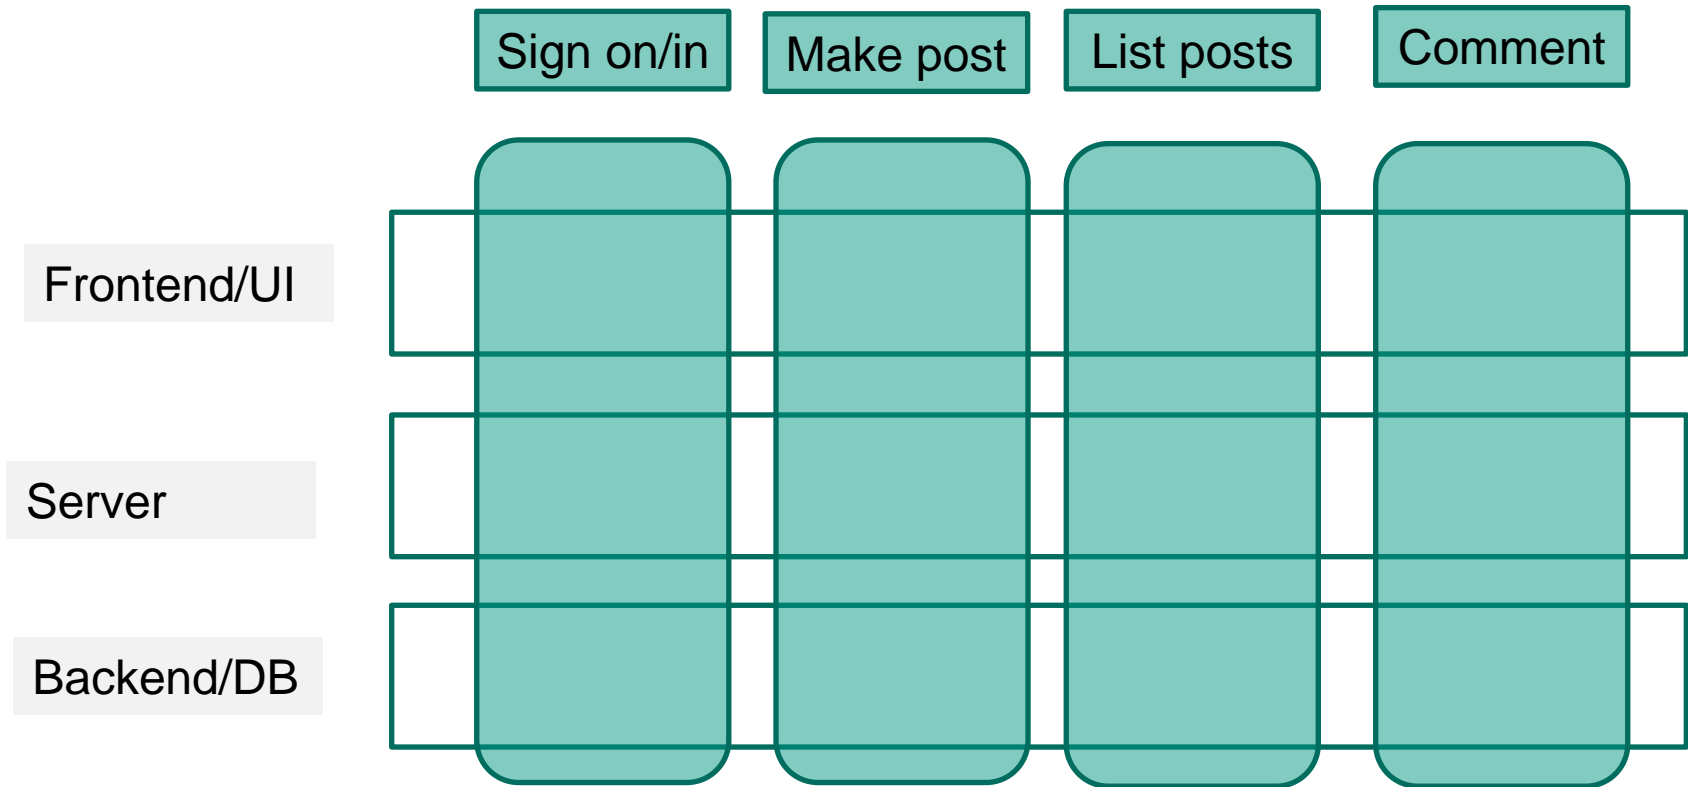 Sign on/in
Make post
List posts
Comment
Frontend/UI
Server
Backend/DB